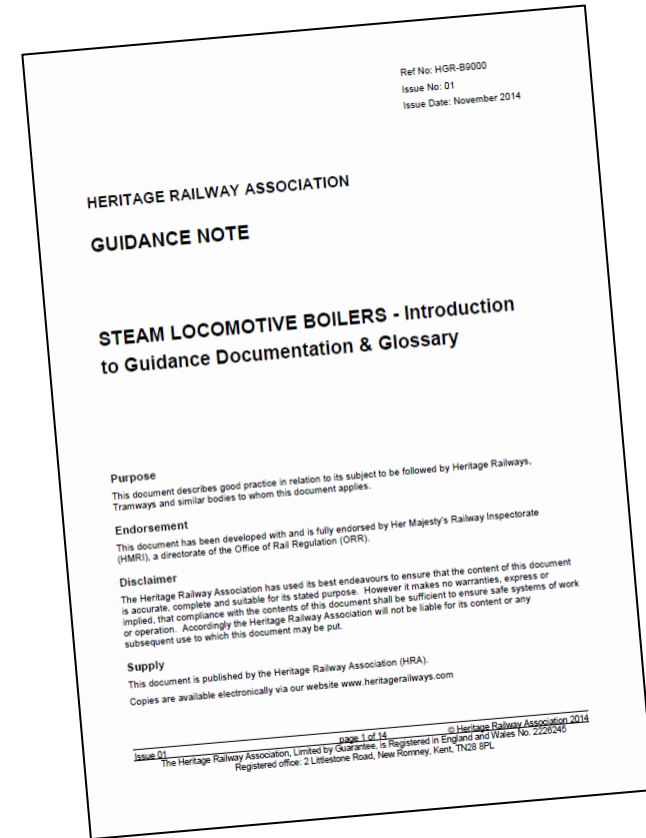 Ref No: HGR-B9000
Issue No: 01
Issue Date: November 2014
HERITAGE RAILWAY ASSOCIATION
GUIDANCE NOTE
STEAM LOCOMOTIVE BOILERS - Introduction
to Guidance Documentation & Glossary
Purpose
This document describes good practice in relation to its subject to be followed by Heritage Railways,
Tramways and similar bodies to whom this document applies.
Endorsement
This document has been developed with and is fully endorsed by Her Majesty's Railway Inspectorate
(HMRI), a directorate of the Office of Rail Regulation (ORR).
Disclaimer
The Heritage Railway Association has used its best endeavours to ensure that the content of this document
is accurate, complete and suitable for its stated purpose. However it makes no warranties, express or
implied, that compliance with the contents of this document shall be sufficient to ensure safe systems of work
or operation. Accordingly the Heritage Railway Association will not be liable for its content or any
subsequent use to which this document may be put.
Supply
This document is published by the Heritage Railway Association (HRA).
Copies are available electronically via our website www.heritagerailways.com
Issue 01 page 1 of 14 © Heritage Railway Association 2014
The Heritage Railway Association, Limited by Guarantee, is Registered in England and Wales No. 2226245
Registered office: 2 Littlestone Road, New Romney, Kent, TN28 8PL